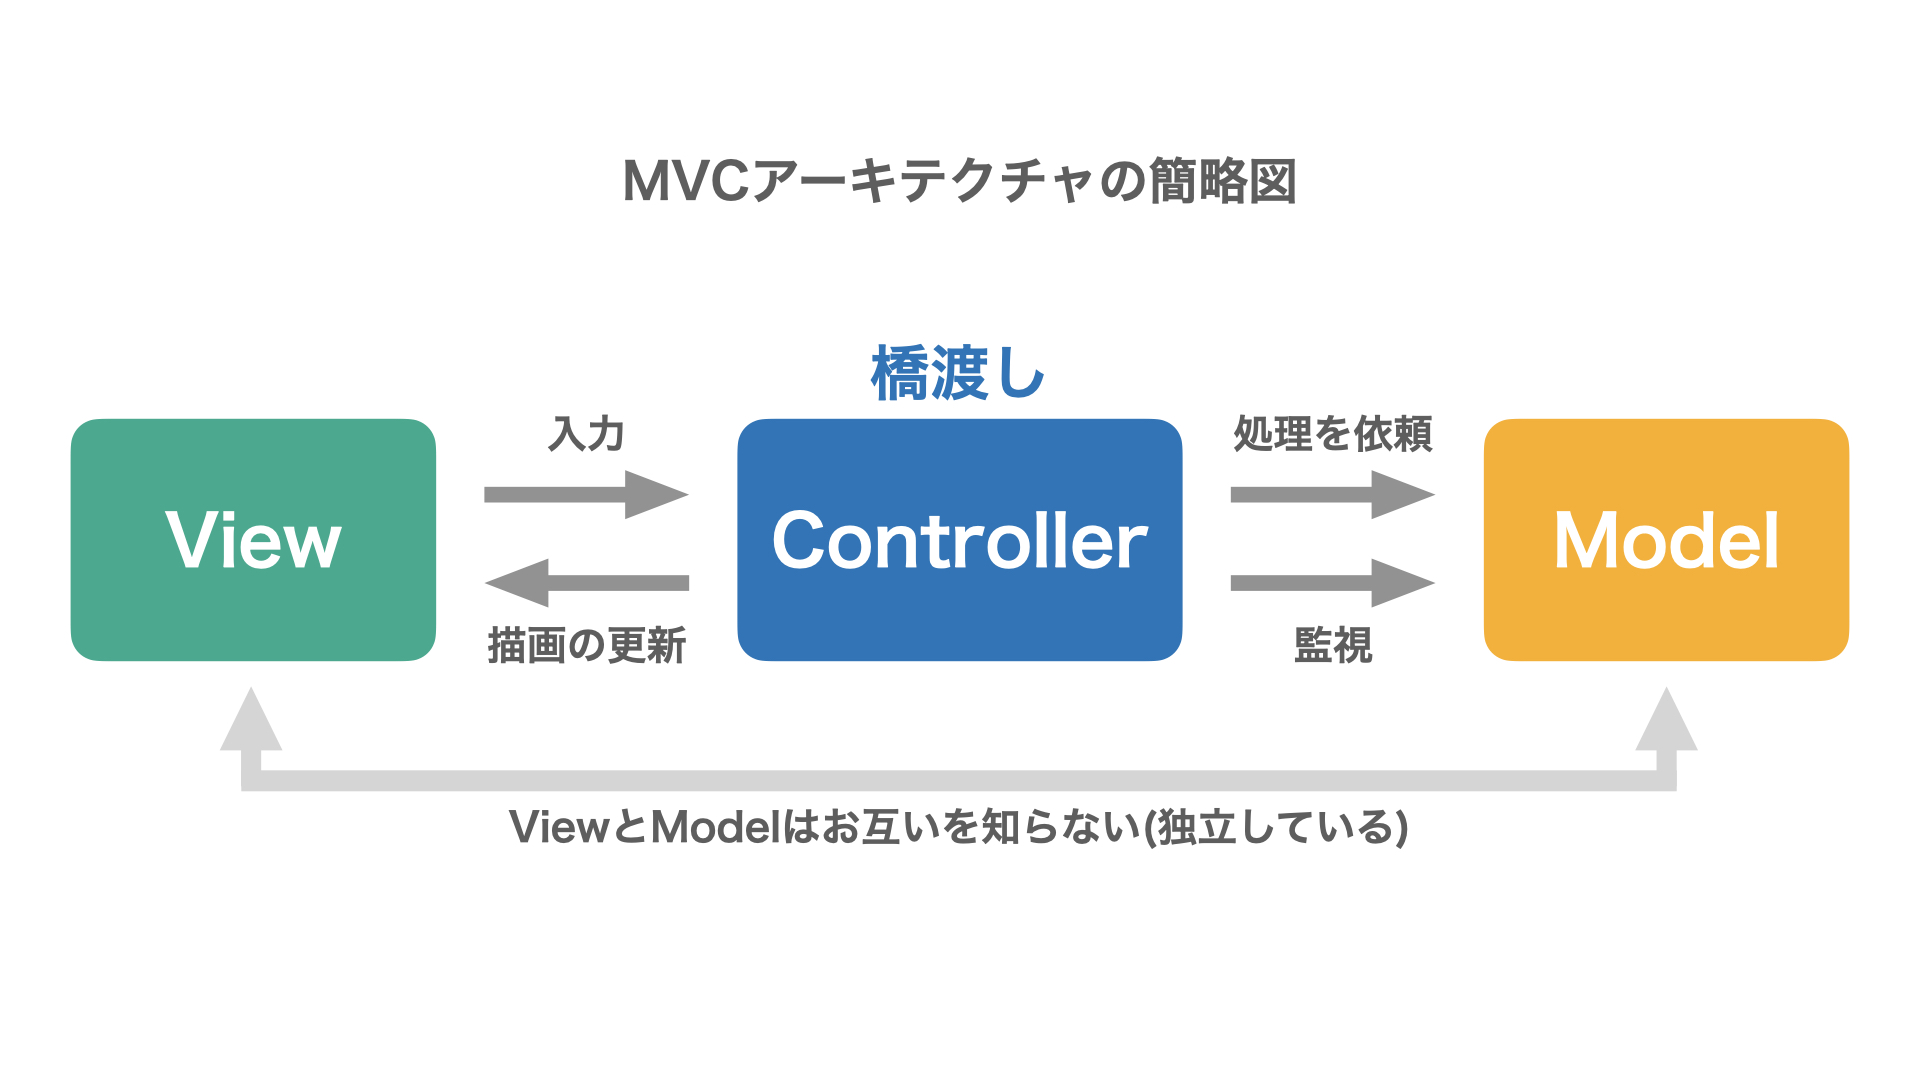 MVCアーキテクチャの簡略図
橋渡し
入力
処理を依頼
View
Controller
Model
描画の更新
監視
ViewとModelはお互いを知らない(独立している)